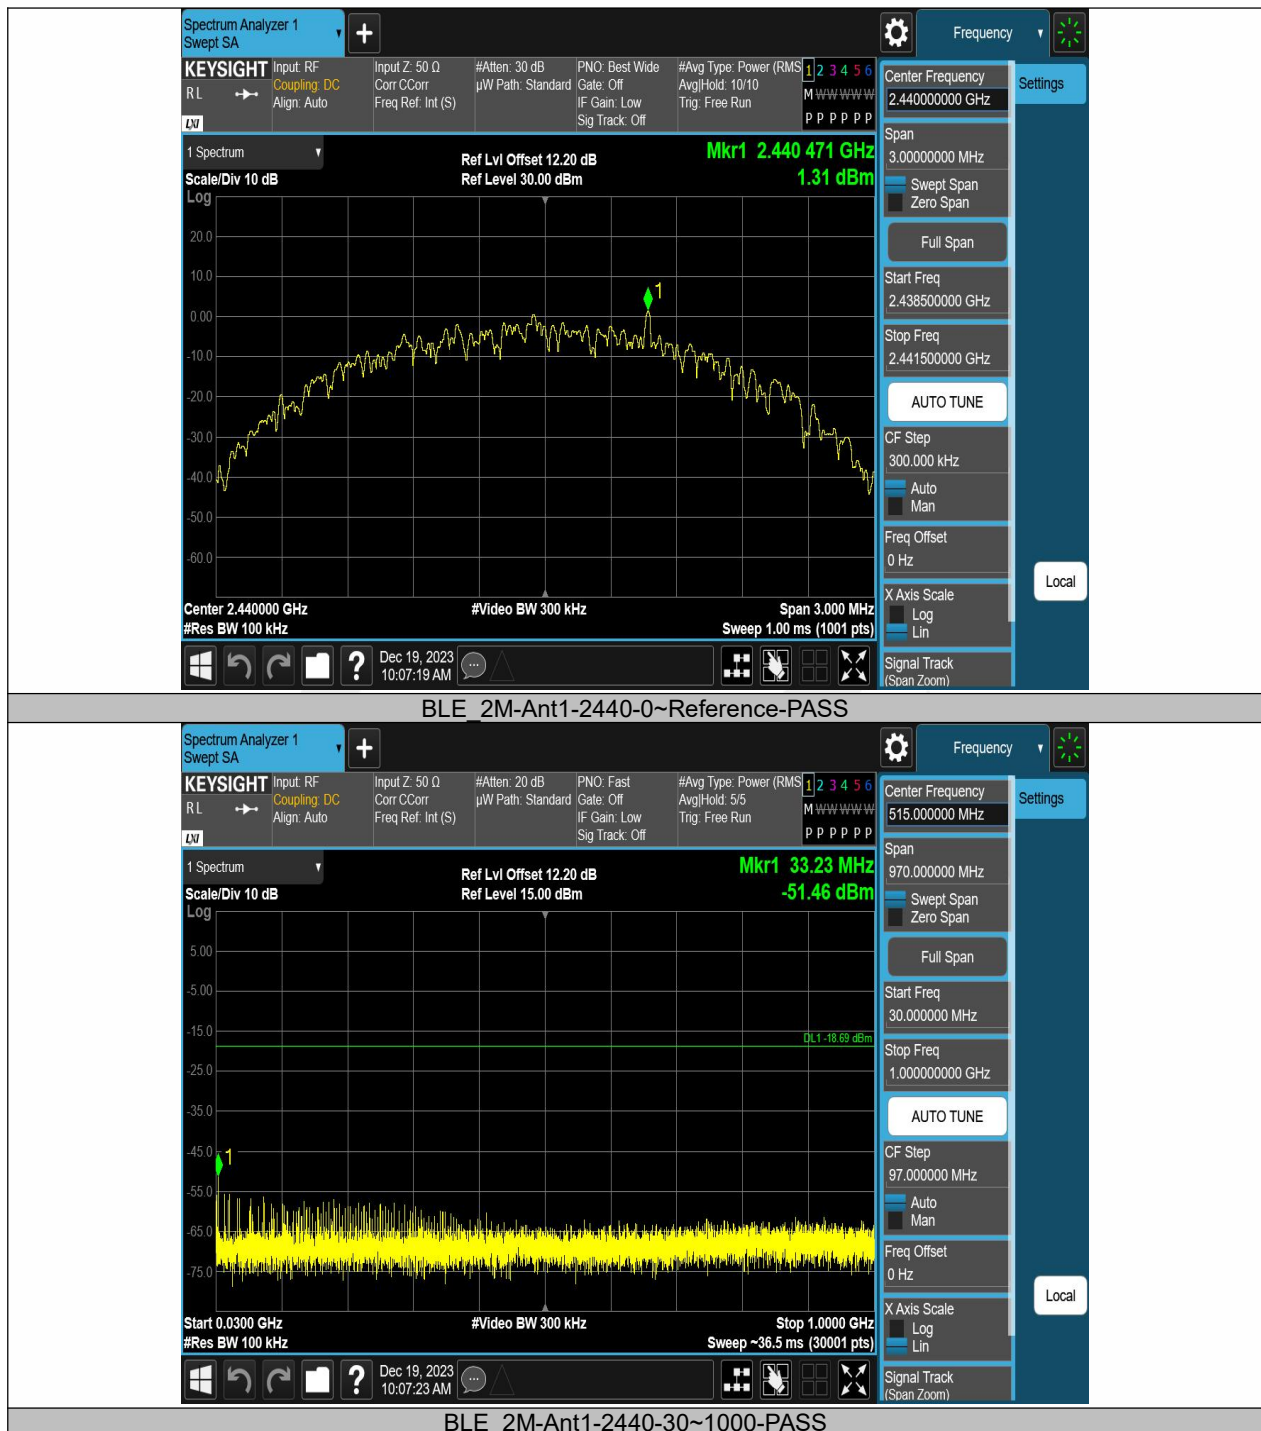 Spectrum Analyzer 1
Swept SA
Frequency
KEYSIGHT
R L
LXI
Input: RF
Coupling: DC
Align: Auto
Input Z: 50 Ω
Corr CCorr
Freq Ref: Int (S)
#Atten: 30 dB
µW Path: Standard
PNO: Best Wide
Gate: Off
IF Gain: Low
Sig Track: Off
#Avg Type: Power (RMS
Avg|Hold: 10/10
Trig: Free Run
1 2 3 4 5 6
M W W W W W
P P P P P P
1 Spectrum
Scale/Div 10 dB
Ref Lvl Offset 12.20 dB
Ref Level 30.00 dBm
Mkr1 2.440 471 GHz
1.31 dBm
Log
20.0
10.0
0.00
-10.0
-20.0
-30.0
-40.0
-50.0
-60.0
1
Center 2.440000 GHz
#Res BW 100 kHz
#Video BW 300 kHz
Span 3.000 MHz
Sweep 1.00 ms (1001 pts)
Dec 19, 2023
10:07:19 AM
Center Frequency
2.440000000 GHz
Span
3.00000000 MHz
Swept Span
Zero Span
Full Span
Start Freq
2.438500000 GHz
Stop Freq
2.441500000 GHz
AUTO TUNE
CF Step
300.000 kHz
Auto
Man
Freq Offset
0 Hz
X Axis Scale
Log
Lin
Signal Track
(Span Zoom)
Settings
Local
BLE_2M-Ant1-2440-0~Reference-PASS
Spectrum Analyzer 1
Swept SA
Frequency
KEYSIGHT
R L
LXI
Input: RF
Coupling: DC
Align: Auto
Input Z: 50 Ω
Corr CCorr
Freq Ref: Int (S)
#Atten: 20 dB
µW Path: Standard
PNO: Fast
Gate: Off
IF Gain: Low
Sig Track: Off
#Avg Type: Power (RMS
Avg|Hold: 5/5
Trig: Free Run
1 2 3 4 5 6
M W W W W W
P P P P P P
1 Spectrum
Scale/Div 10 dB
Ref Lvl Offset 12.20 dB
Ref Level 15.00 dBm
Mkr1 33.23 MHz
-51.46 dBm
Log
5.00
-5.00
-15.0
-25.0
-35.0
-45.0
-55.0
-65.0
-75.0
DL1 -18.69 dBm
1
Start 0.0300 GHz
#Res BW 100 kHz
#Video BW 300 kHz
Stop 1.0000 GHz
Sweep ~36.5 ms (30001 pts)
Dec 19, 2023
10:07:23 AM
Center Frequency
515.000000 MHz
Span
970.000000 MHz
Swept Span
Zero Span
Full Span
Start Freq
30.000000 MHz
Stop Freq
1.000000000 GHz
AUTO TUNE
CF Step
97.000000 MHz
Auto
Man
Freq Offset
0 Hz
X Axis Scale
Log
Lin
Signal Track
(Span Zoom)
Settings
Local
BLE_2M-Ant1-2440-30~1000-PASS